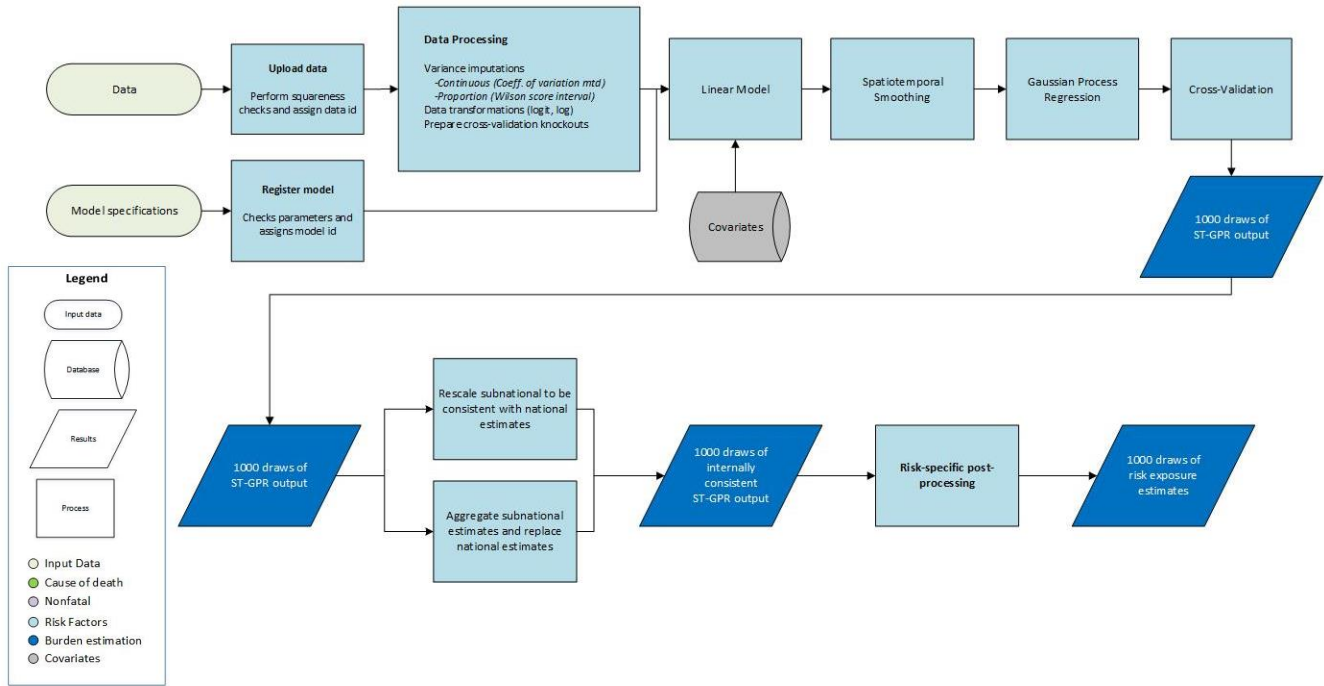 Data
Upload data
Perform squareness
checks and assign data id
Data Processing
Variance imputations
-Continuous (Coeff. of variation mtd)
-Proportion (Wilson score interval)
Data transformations (logit, log)
Prepare cross-validation knockouts
Linear Model
Spatiotemporal
Smoothing
Gaussian Process
Regression
Cross-Validation
Model specifications
Register model
Checks parameters and
assigns model id
Covariates
1000 draws of
ST-GPR output
Legend
Input data
Database
Results
Process
Input Data
Cause of death
Nonfatal
Risk Factors
Burden estimation
Covariates
1000 draws of
ST-GPR output
Rescale subnational to be
consistent with national
estimates
Aggregate subnational
estimates and replace
national estimates
1000 draws of
internally
consistent
ST-GPR output
Risk-specific post-
processing
1000 draws of
risk exposure
estimates